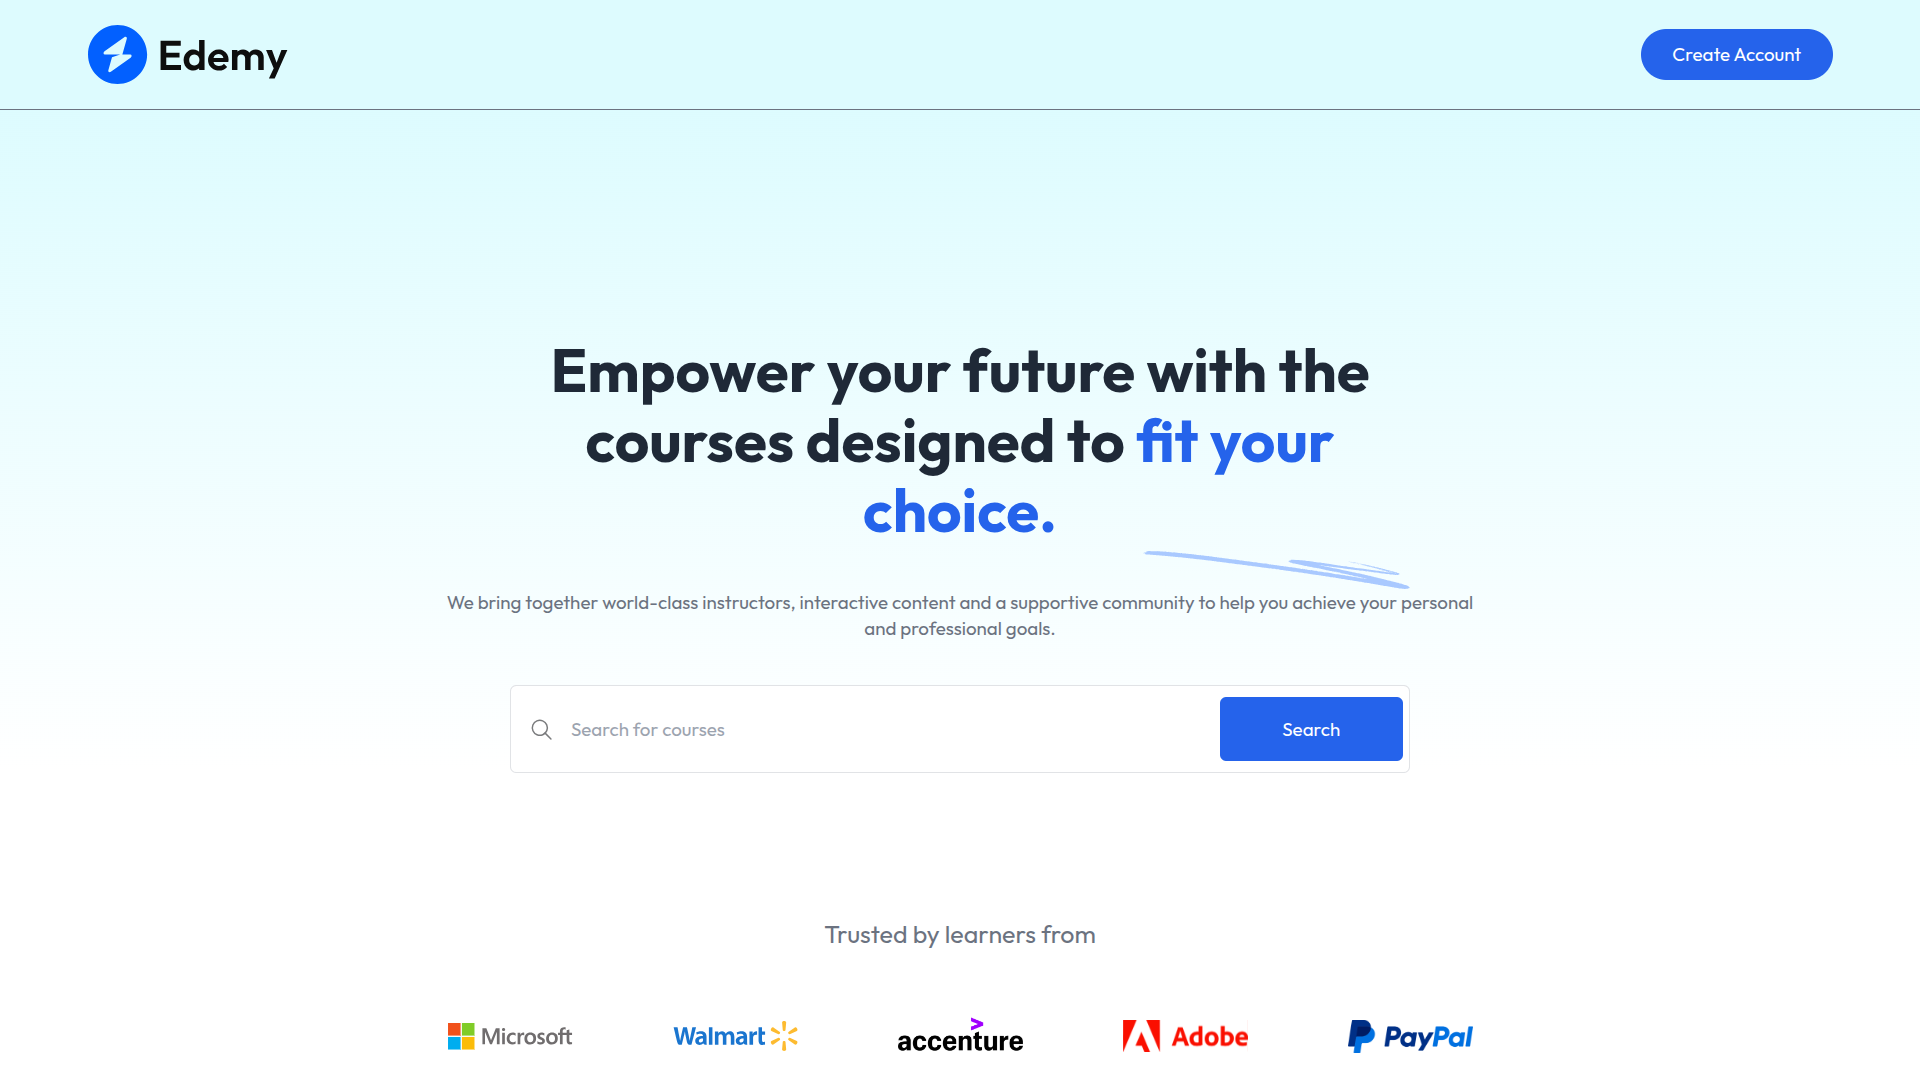 Edemy
Create Account
Empower your future with the
courses designed to fit your
choice.
We bring together world-class instructors, interactive content and a supportive community to help you achieve your personal
and professional goals.
Search for courses
Search
Trusted by learners from
Microsoft
Walmart
accenture
Adobe
PayPal